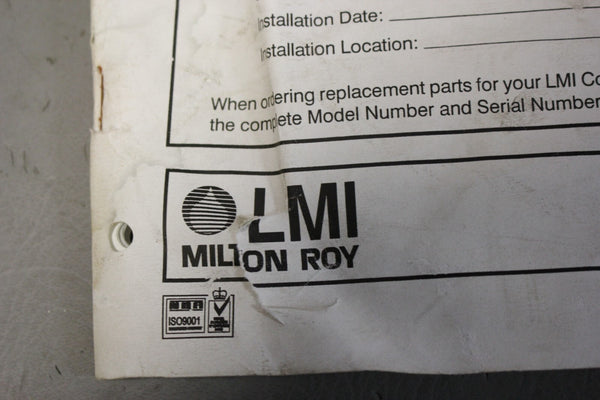 Installation Date:
Installation Location:
When ordering replacement parts for your LMI Co
the complete Model Number and Serial Number
LMI
MILTON ROY
ISO9001